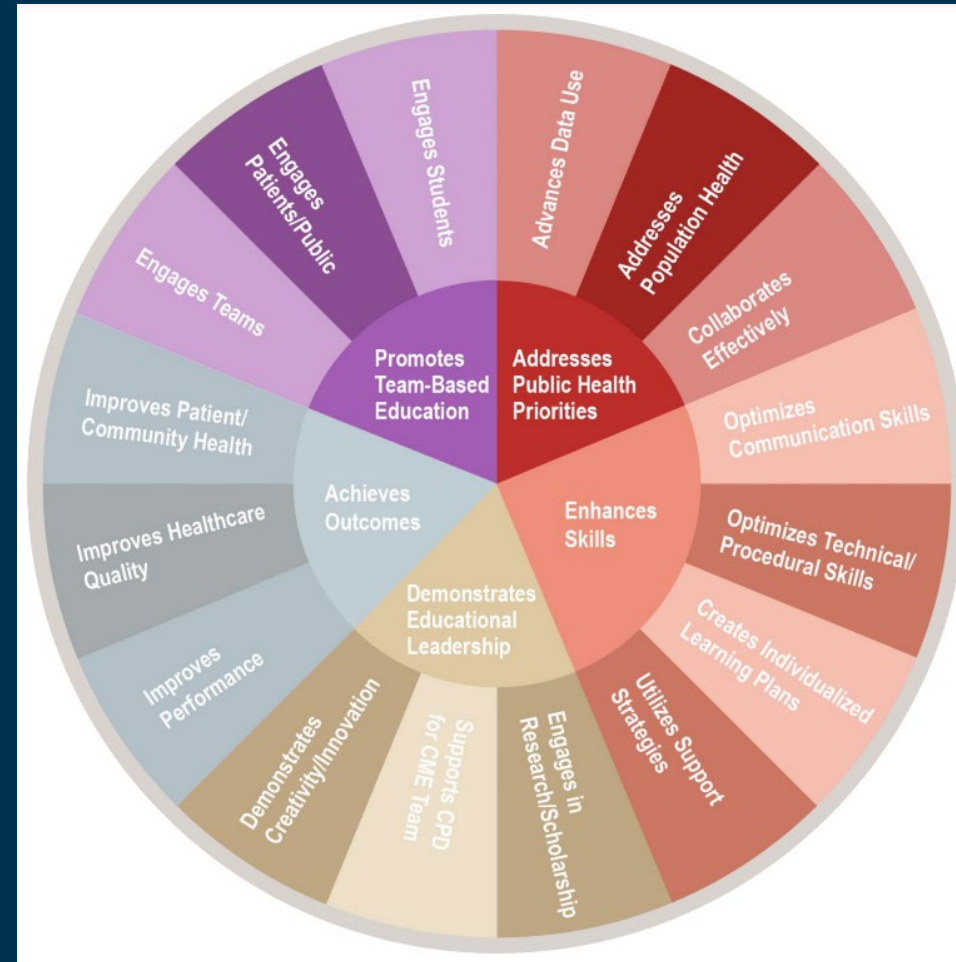 Engages Students
Advances Data Use
Engages
Patients/Public
Addresses
Population Health
Engages Teams
Collaborates
Effectively
Promotes
Team-Based
Education
Addresses
Public Health
Priorities
Improves Patient/
Community Health
Optimizes
Communication Skills
Achieves
Outcomes
Enhances
Skills
Improves Healthcare
Quality
Optimizes Technical/
Procedural Skills
Demonstrates
Educational
Leadership
Improves
Performance
Creates Individualized
Learning Plans
Demonstrates
Creativity/Innovation
Supports CPD
for CME Team
Engages in
Research/Scholarship
Utilizes Support
Strategies